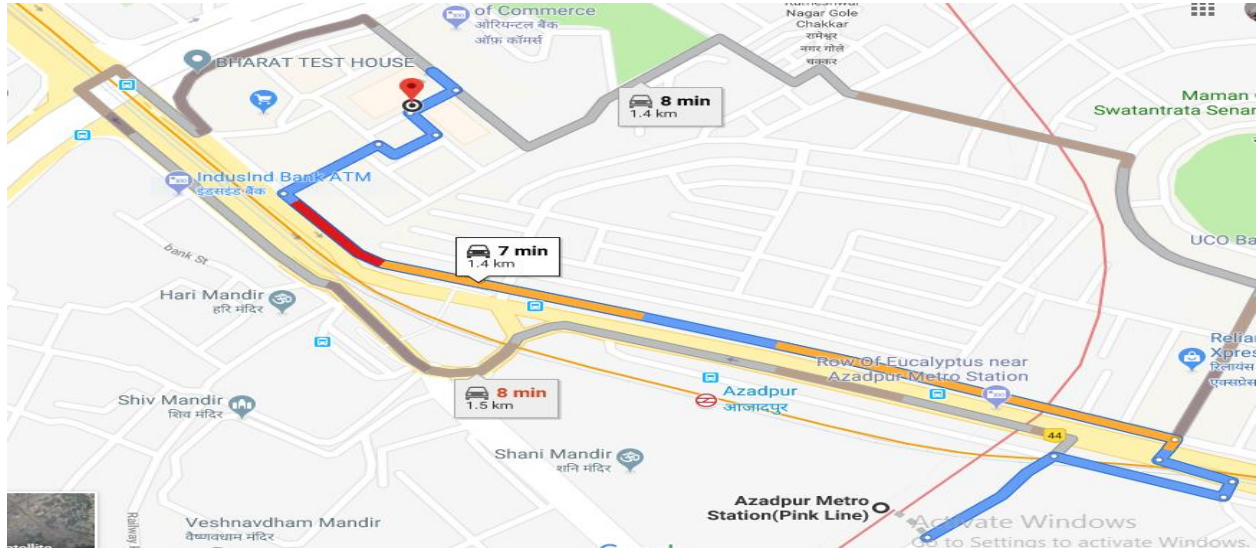 of Commerce
ओरियन्टल बैंक
ऑफ़ कॉमर्स
Nagar Gole
Chakkar
रामेश्वर
नगर गोले
चक्कर
BHARAT TEST HOUSE
8 min
1.4 km
Maman
Swatantrata Senar
IndusInd Bank ATM
इंडसइंड बैंक
UCO Ba
bank St
7 min
1.4 km
Hari Mandir
हरि मंदिर
Row Of Eucalyptus near
Azadpur Metro Station
Relia
Xpres
रिलायंस
एक्सप्रेस
8 min
1.5 km
Azadpur
आजादपुर
Shiv Mandir
शिव मंदिर
44
Shani Mandir
शनि मंदिर
Azadpur Metro
Station(Pink Line)
Veshnavdham Mandir
वैष्णवधाम मंदिर
Railway
Activate Windows
Go to Settings to activate Windows.